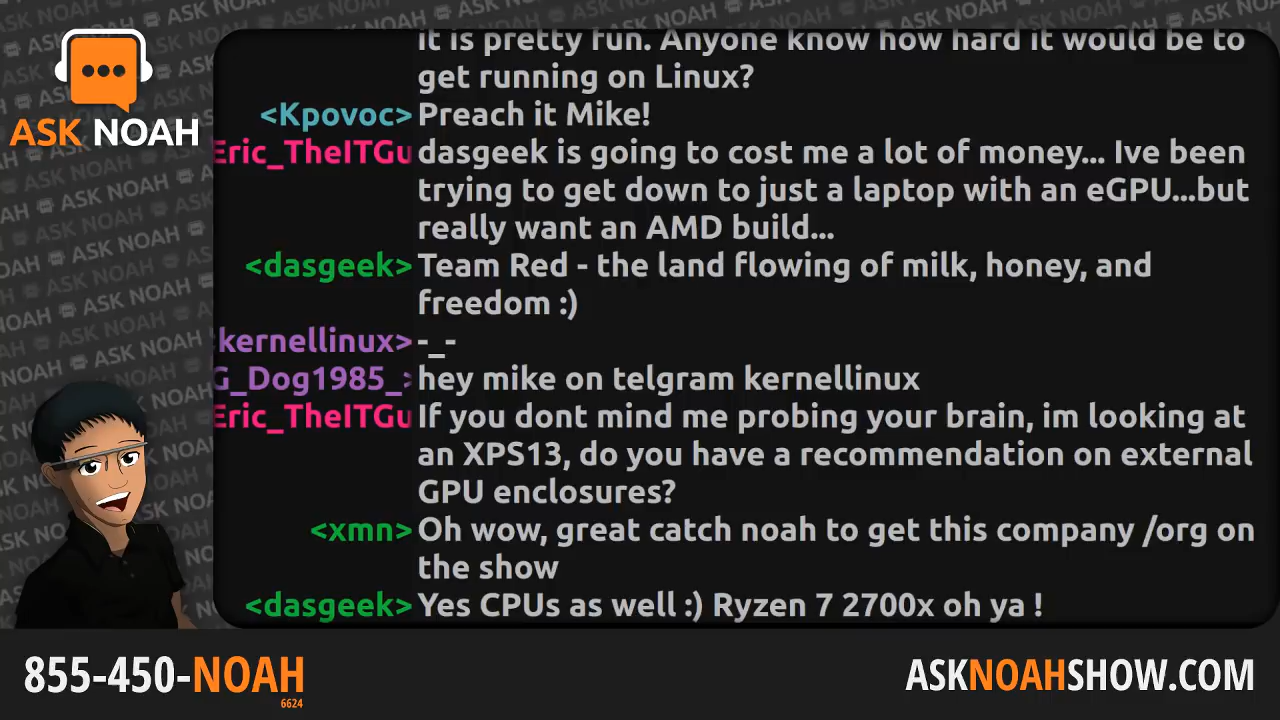 ASK NOAH
it is pretty fun. Anyone know how hard it would be to
get running on Linux?
<Kpovoc> Preach it Mike!
Eric_TheITGu dasgeek is going to cost me a lot of money... Ive been
trying to get down to just a laptop with an eGPU...but
really want an AMD build...
<dasgeek> Team Red - the land flowing of milk, honey, and
freedom :)
kernellinux> -_-
G_Dog1985_> hey mike on telgram kernellinux
Eric_TheITGu If you dont mind me probing your brain, im looking at
an XPS13, do you have a recommendation on external
GPU enclosures?
<xmn> Oh wow, great catch noah to get this company /org on
the show
<dasgeek> Yes CPUs as well :) Ryzen 7 2700x oh ya !
855-450-NOAH
6624
ASKNOAHSHOW.COM